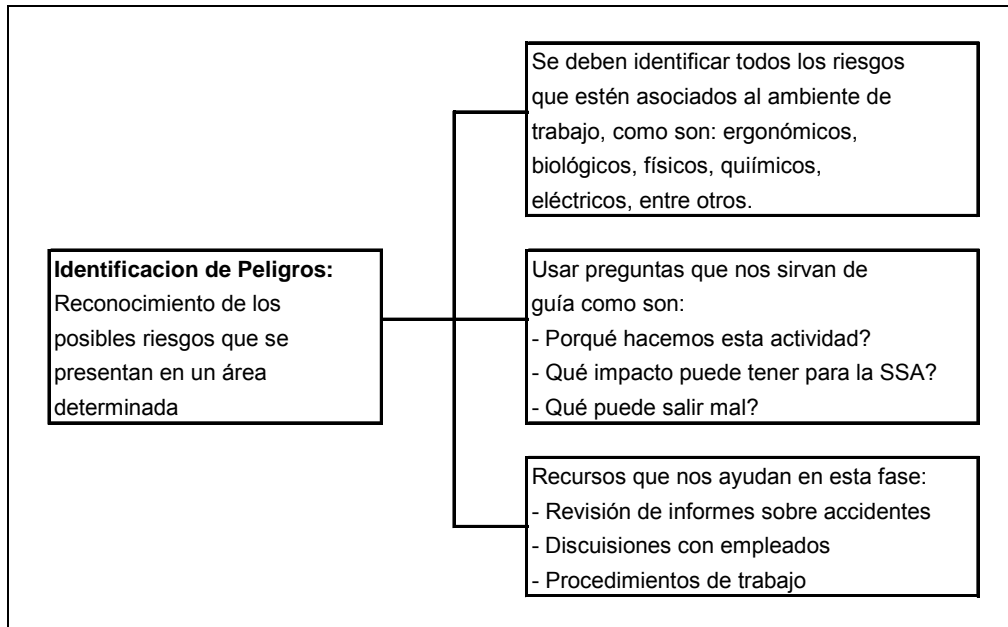 Se deben identificar todos los riesgos
que estén asociados al ambiente de
trabajo, como son: ergonómicos,
biológicos, físicos, quiímicos,
eléctricos, entre otros.
Identificacion de Peligros:
Reconocimiento de los
posibles riesgos que se
presentan en un área
determinada
Usar preguntas que nos sirvan de
guía como son:
- Porqué hacemos esta actividad?
- Qué impacto puede tener para la SSA?
- Qué puede salir mal?
Recursos que nos ayudan en esta fase:
- Revisión de informes sobre accidentes
- Discuisiones con empleados
- Procedimientos de trabajo